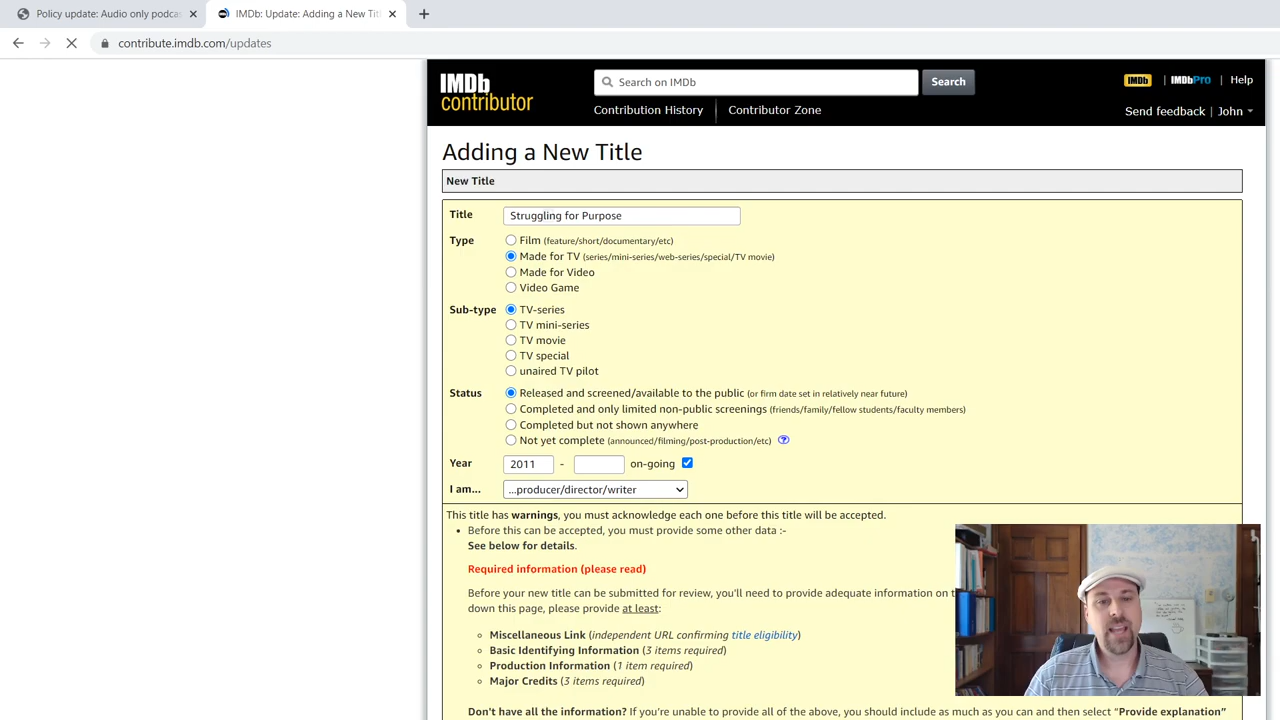 Policy update: Audio only podca
IMDb: Update: Adding a New Tit
contribute.imdb.com/updates
IMDb
contributor
Search on IMDb
Search
IMDb | IMDbPro | Help
Contribution History
Contributor Zone
Send feedback | John
Adding a New Title
New Title
Title
Struggling for Purpose
Type
Film (feature/short/documentary/etc)
Made for TV (series/mini-series/web-series/special/TV movie)
Made for Video
Video Game
Sub-type
TV-series
TV mini-series
TV movie
TV special
unaired TV pilot
Status
Released and screened/available to the public (or firm date set in relatively near future)
Completed and only limited non-public screenings (friends/family/fellow students/faculty members)
Completed but not shown anywhere
Not yet complete (announced/filming/post-production/etc) ?
Year
2011 - on-going
I am...
...producer/director/writer
This title has warnings, you must acknowledge each one before this title will be accepted.
• Before this can be accepted, you must provide some other data :-
See below for details.
Required information (please read)
Before your new title can be submitted for review, you'll need to provide adequate information on t
down this page, please provide at least:
Miscellaneous Link (independent URL confirming title eligibility)
Basic Identifying Information (3 items required)
Production Information (1 item required)
Major Credits (3 items required)
Don't have all the information? If you're unable to provide all of the above, you should include as much as you can and then select "Provide explanation"